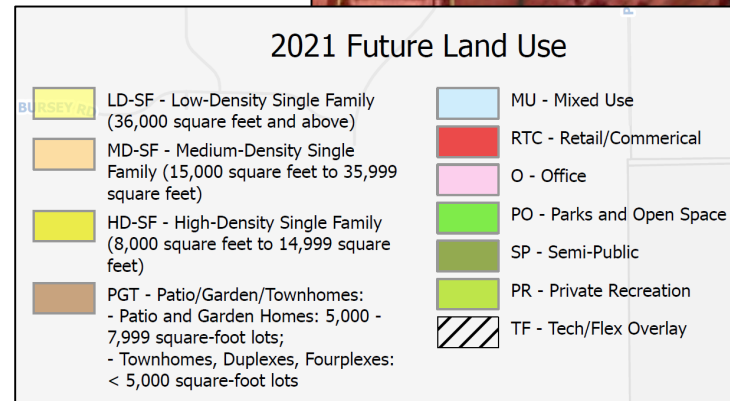 2021 Future Land Use
BURSEY RD
LD-SF - Low-Density Single Family
(36,000 square feet and above)
MD-SF - Medium-Density Single
Family (15,000 square feet to 35,999
square feet)
HD-SF - High-Density Single Family
(8,000 square feet to 14,999 square
feet)
PGT - Patio/Garden/Townhomes:
- Patio and Garden Homes: 5,000 -
7,999 square-foot lots;
- Townhomes, Duplexes, Fourplexes:
< 5,000 square-foot lots
MU - Mixed Use
RTC - Retail/Commerical
O - Office
PO - Parks and Open Space
SP - Semi-Public
PR - Private Recreation
TF - Tech/Flex Overlay